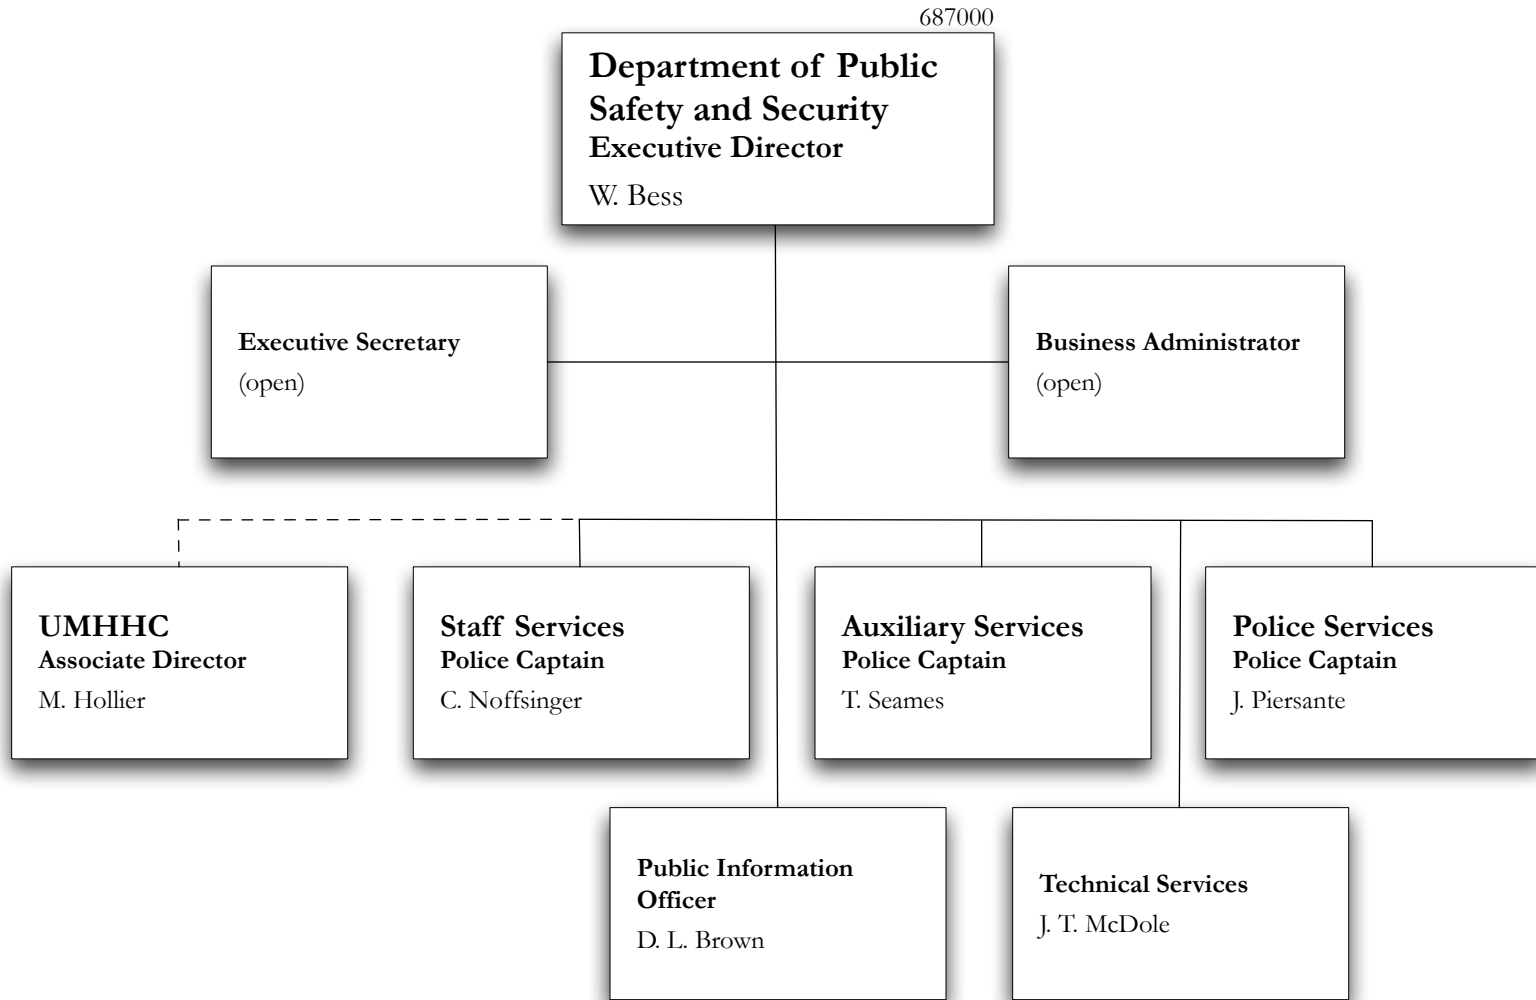 687000
Department of Public
Safety and Security
Executive Director
W. Bess
Executive Secretary
(open)
Business Administrator
(open)
UMHHC
Associate Director
M. Hollier
Staff Services
Police Captain
C. Noffsinger
Auxiliary Services
Police Captain
T. Seames
Police Services
Police Captain
J. Piersante
Public Information
Officer
D. L. Brown
Technical Services
J. T. McDole